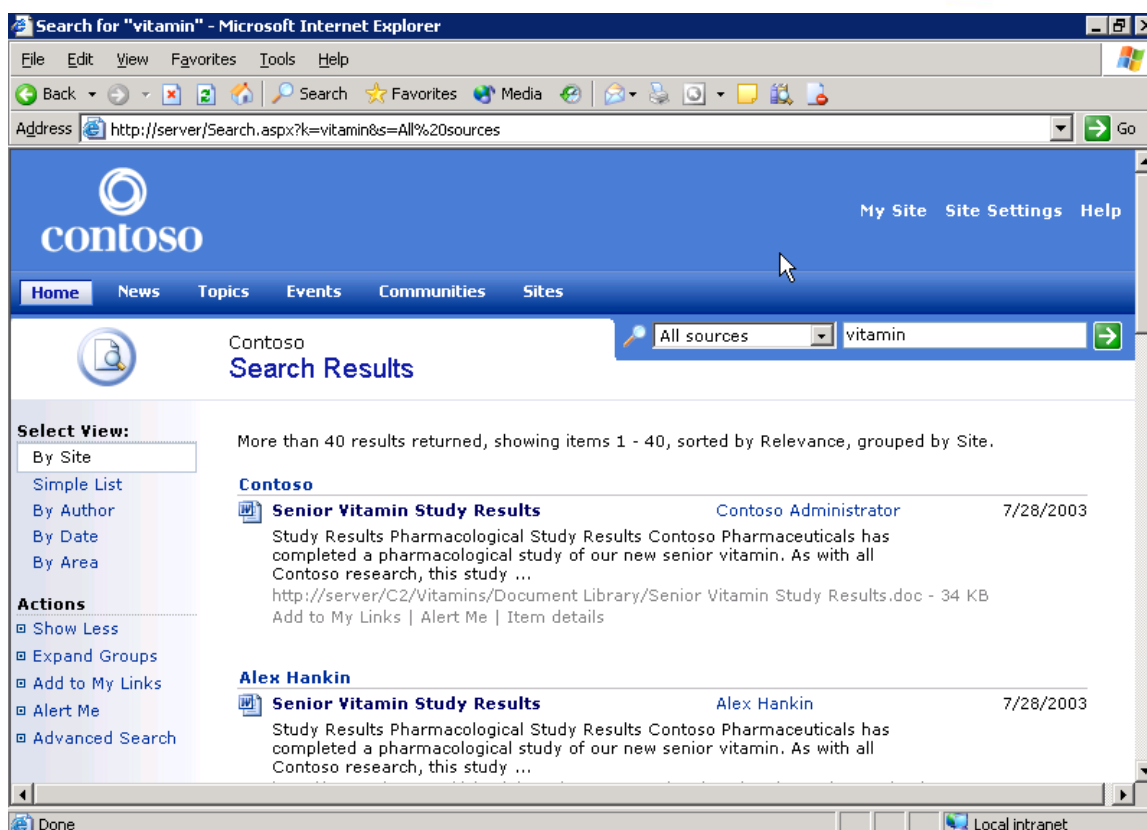 Search for "vitamin" - Microsoft Internet Explorer
File Edit View Favorites Tools Help
Back Search Favorites Media
Address http://server/Search.aspx?k=vitamin&s=All%20sources Go
contoso
My Site Site Settings Help
Home News Topics Events Communities Sites
All sources vitamin
Contoso
Search Results
Select View:
By Site
Simple List
By Author
By Date
By Area
Actions
Show Less
Expand Groups
Add to My Links
Alert Me
Advanced Search
More than 40 results returned, showing items 1 - 40, sorted by Relevance, grouped by Site.
Contoso
Senior Vitamin Study Results Contoso Administrator 7/28/2003
Study Results Pharmacological Study Results Contoso Pharmaceuticals has
completed a pharmacological study of our new senior vitamin. As with all
Contoso research, this study ...
http://server/C2/Vitamins/Document Library/Senior Vitamin Study Results.doc - 34 KB
Add to My Links | Alert Me | Item details
Alex Hankin
Senior Vitamin Study Results Alex Hankin 7/28/2003
Study Results Pharmacological Study Results Contoso Pharmaceuticals has
completed a pharmacological study of our new senior vitamin. As with all
Contoso research, this study ...
Done Local intranet